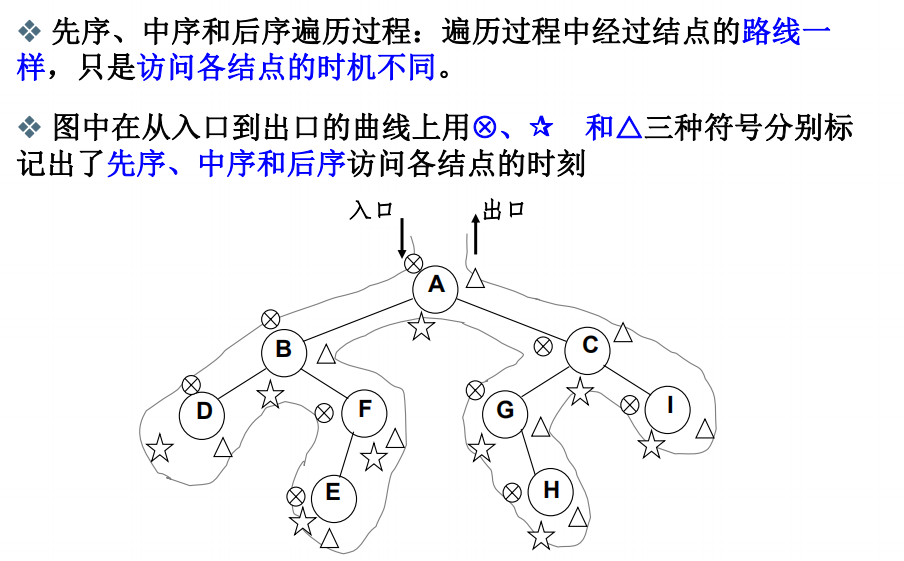 ❖ 先序、中序和后序遍历过程：遍历过程中经过结点的路线一
样，只是访问各结点的时机不同。
❖ 图中在从入口到出口的曲线上用⊗、☆ 和△三种符号分别标
记出了先序、中序和后序访问各结点的时刻
入口 出口
A
B C
D F G I
E H